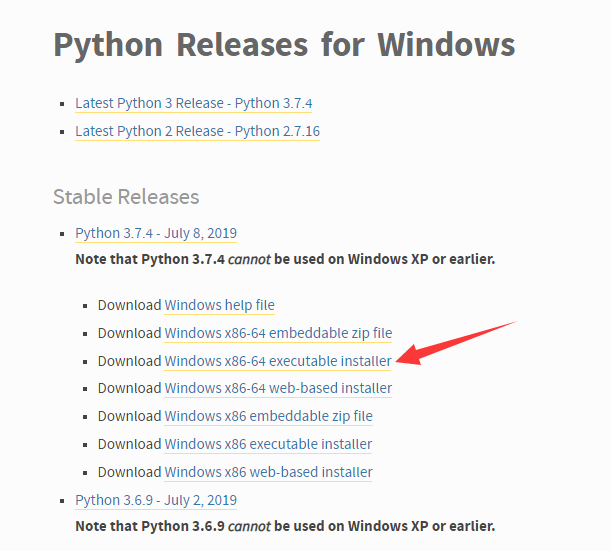 Python Releases for Windows
Latest Python 3 Release - Python 3.7.4
Latest Python 2 Release - Python 2.7.16
Stable Releases
Python 3.7.4 - July 8, 2019
Note that Python 3.7.4 cannot be used on Windows XP or earlier.
Download Windows help file
Download Windows x86-64 embeddable zip file
Download Windows x86-64 executable installer
Download Windows x86-64 web-based installer
Download Windows x86 embeddable zip file
Download Windows x86 executable installer
Download Windows x86 web-based installer
Python 3.6.9 - July 2, 2019
Note that Python 3.6.9 cannot be used on Windows XP or earlier.